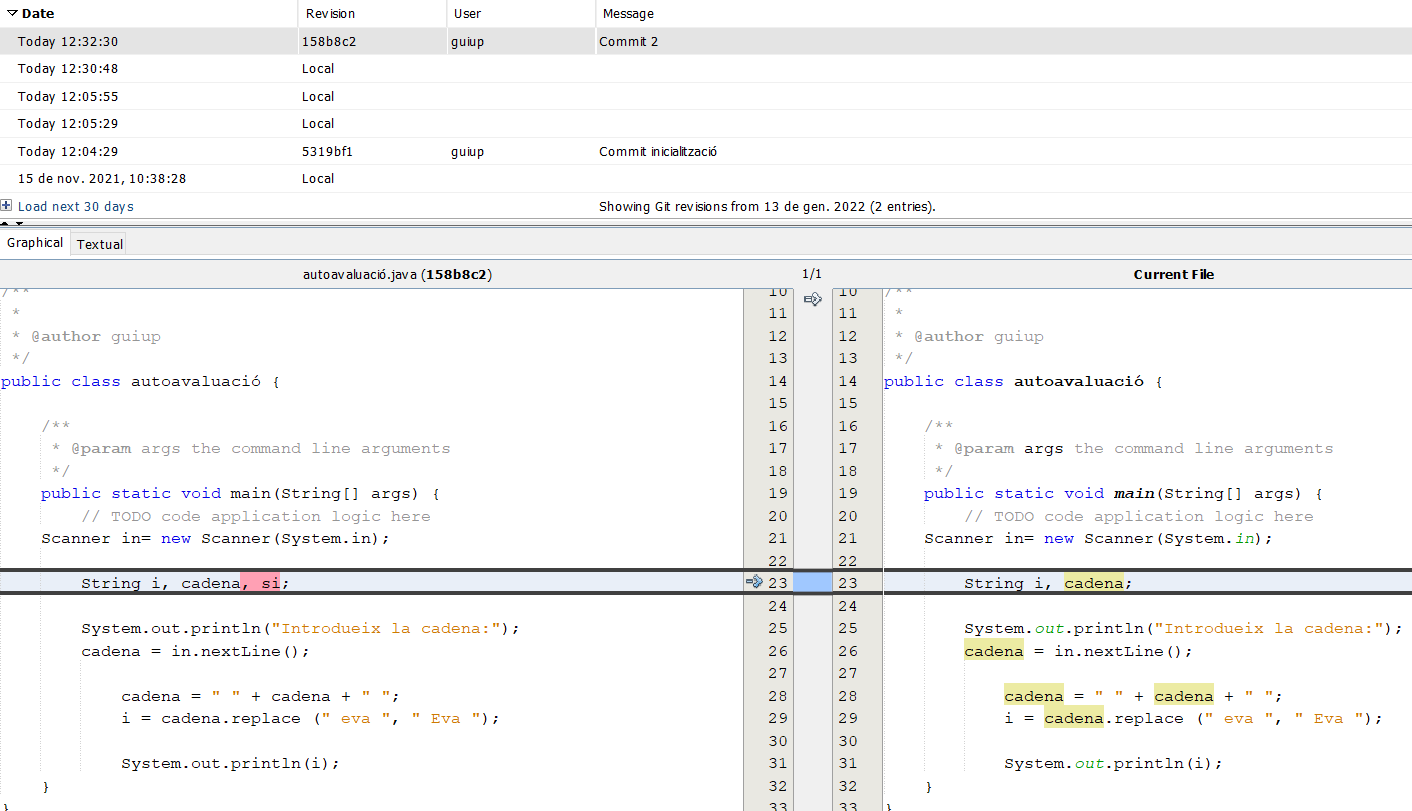 Date Revision User Message
Today 12:32:30 158b8c2 guiup Commit 2
Today 12:30:48 Local
Today 12:05:55 Local
Today 12:05:29 Local
Today 12:04:29 5319bf1 guiup Commit inicialització
15 de nov. 2021, 10:38:28 Local
Load next 30 days Showing Git revisions from 13 de gen. 2022 (2 entries).
Graphical Textual
autoavaluació.java (158b8c2) 1/1 Current File
/** 10 10 /**
* 11 11 *
* @author guiup 12 12 * @author guiup
*/ 13 13 */
public class autoavaluació { 14 14 public class autoavaluació {
15 15
/** 16 16 /**
* @param args the command line arguments 17 17 * @param args the command line arguments
*/ 18 18 */
public static void main(String[] args) { 19 19 public static void main(String[] args) {
// TODO code application logic here 20 20 // TODO code application logic here
Scanner in= new Scanner(System.in); 21 21 Scanner in= new Scanner(System.in);
22 22
String i, cadena, si; 23 23 String i, cadena;
24 24
System.out.println("Introdueix la cadena:"); 25 25 System.out.println("Introdueix la cadena:");
cadena = in.nextLine(); 26 26 cadena = in.nextLine();
27 27
cadena = " " + cadena + " "; 28 28 cadena = " " + cadena + " ";
i = cadena.replace (" eva ", " Eva "); 29 29 i = cadena.replace (" eva ", " Eva ");
30 30
System.out.println(i); 31 31 System.out.println(i);
} 32 32 }
} 33 33 }